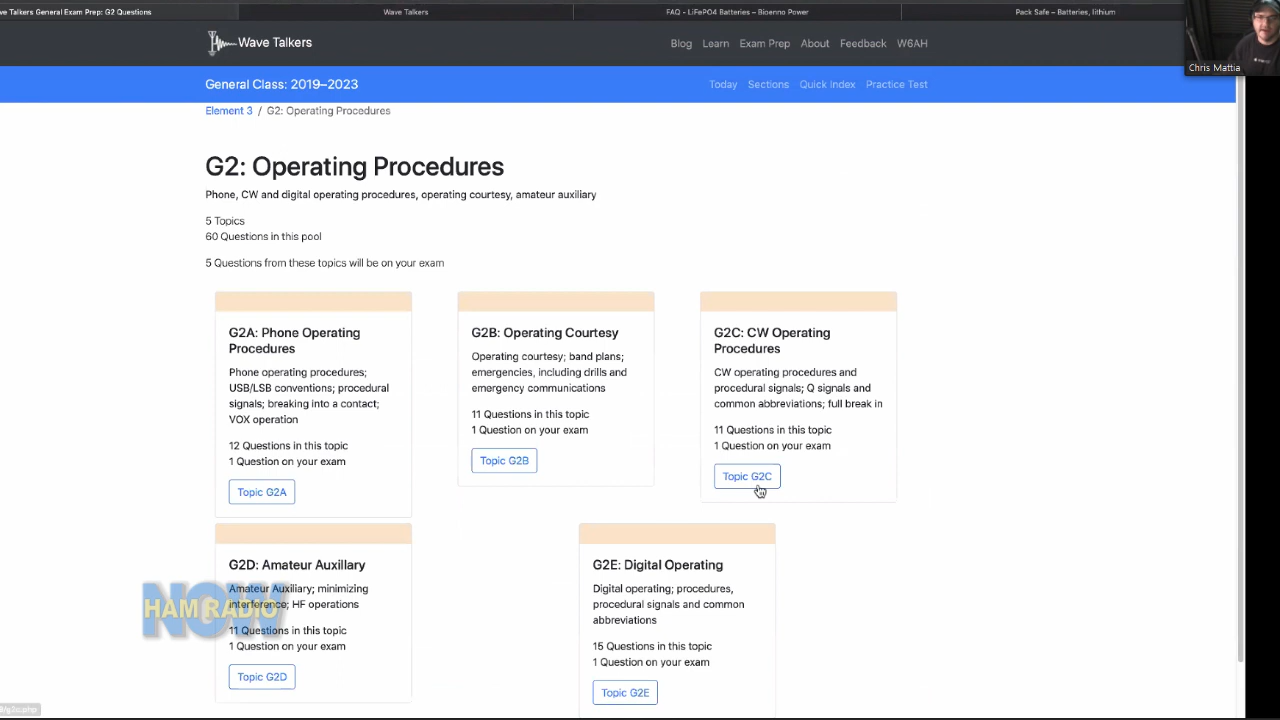 ve Talkers General Exam Prep: G2 Questions
Wave Talkers
FAQ - LiFePO4 Batteries – Bioenno Power
Pack Safe – Batteries, lithium
Wave Talkers
Blog Learn Exam Prep About Feedback W6AH
Chris Mattia
General Class: 2019–2023
Today Sections Quick Index Practice Test
Element 3 / G2: Operating Procedures
G2: Operating Procedures
Phone, CW and digital operating procedures, operating courtesy, amateur auxiliary
5 Topics
60 Questions in this pool
5 Questions from these topics will be on your exam
G2A: Phone Operating
Procedures
Phone operating procedures;
USB/LSB conventions; procedural
signals; breaking into a contact;
VOX operation
12 Questions in this topic
1 Question on your exam
Topic G2A
G2B: Operating Courtesy
Operating courtesy; band plans;
emergencies, including drills and
emergency communications
11 Questions in this topic
1 Question on your exam
Topic G2B
G2C: CW Operating
Procedures
CW operating procedures and
procedural signals; Q signals and
common abbreviations; full break in
11 Questions in this topic
1 Question on your exam
Topic G2C
G2D: Amateur Auxillary
Amateur Auxiliary; minimizing
interference; HF operations
11 Questions in this topic
1 Question on your exam
Topic G2D
G2E: Digital Operating
Digital operating; procedures,
procedural signals and common
abbreviations
15 Questions in this topic
1 Question on your exam
Topic G2E
HAM RADIO
NOW